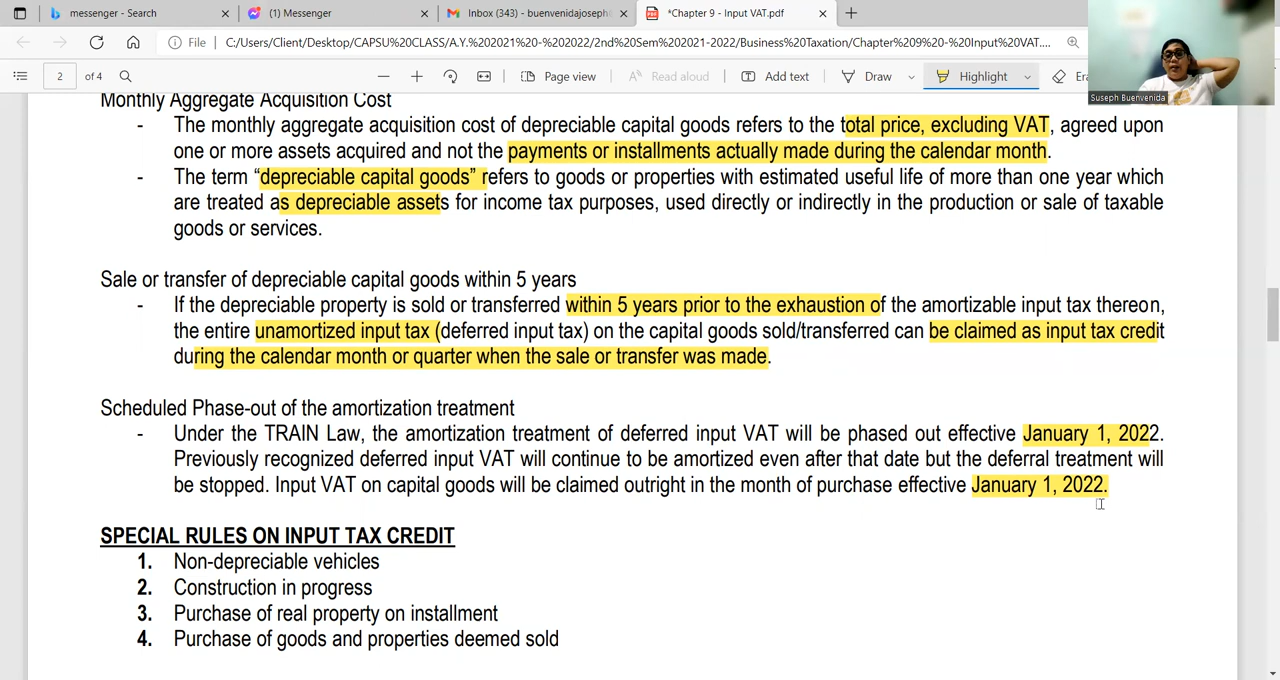 messenger - Search
(1) Messenger
Inbox (343) - buenvenidajoseph
*Chapter 9 - Input VAT.pdf
File
C:/Users/Client/Desktop/CAPSU%20CLASS/A.Y.%202021%20-%202022/2nd%20Sem%202021-2022/Business%20Taxation/Chapter%209%20-%20Input%20VAT....
2 of 4
Page view
Read aloud
Add text
Draw
Highlight
Suseph Buenvenida
Monthly Aggregate Acquisition Cost
- The monthly aggregate acquisition cost of depreciable capital goods refers to the total price, excluding VAT, agreed upon
one or more assets acquired and not the payments or installments actually made during the calendar month.
- The term “depreciable capital goods” refers to goods or properties with estimated useful life of more than one year which
are treated as depreciable assets for income tax purposes, used directly or indirectly in the production or sale of taxable
goods or services.
Sale or transfer of depreciable capital goods within 5 years
- If the depreciable property is sold or transferred within 5 years prior to the exhaustion of the amortizable input tax thereon,
the entire unamortized input tax (deferred input tax) on the capital goods sold/transferred can be claimed as input tax credit
during the calendar month or quarter when the sale or transfer was made.
Scheduled Phase-out of the amortization treatment
- Under the TRAIN Law, the amortization treatment of deferred input VAT will be phased out effective January 1, 2022.
Previously recognized deferred input VAT will continue to be amortized even after that date but the deferral treatment will
be stopped. Input VAT on capital goods will be claimed outright in the month of purchase effective January 1, 2022.
SPECIAL RULES ON INPUT TAX CREDIT
1. Non-depreciable vehicles
2. Construction in progress
3. Purchase of real property on installment
4. Purchase of goods and properties deemed sold